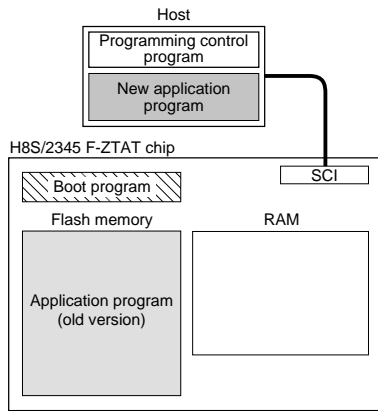 Host
Programming control
program
New application
program
H8S/2345 F-ZTAT chip
SCI
Boot program
Flash memory
RAM
Application program
(old version)